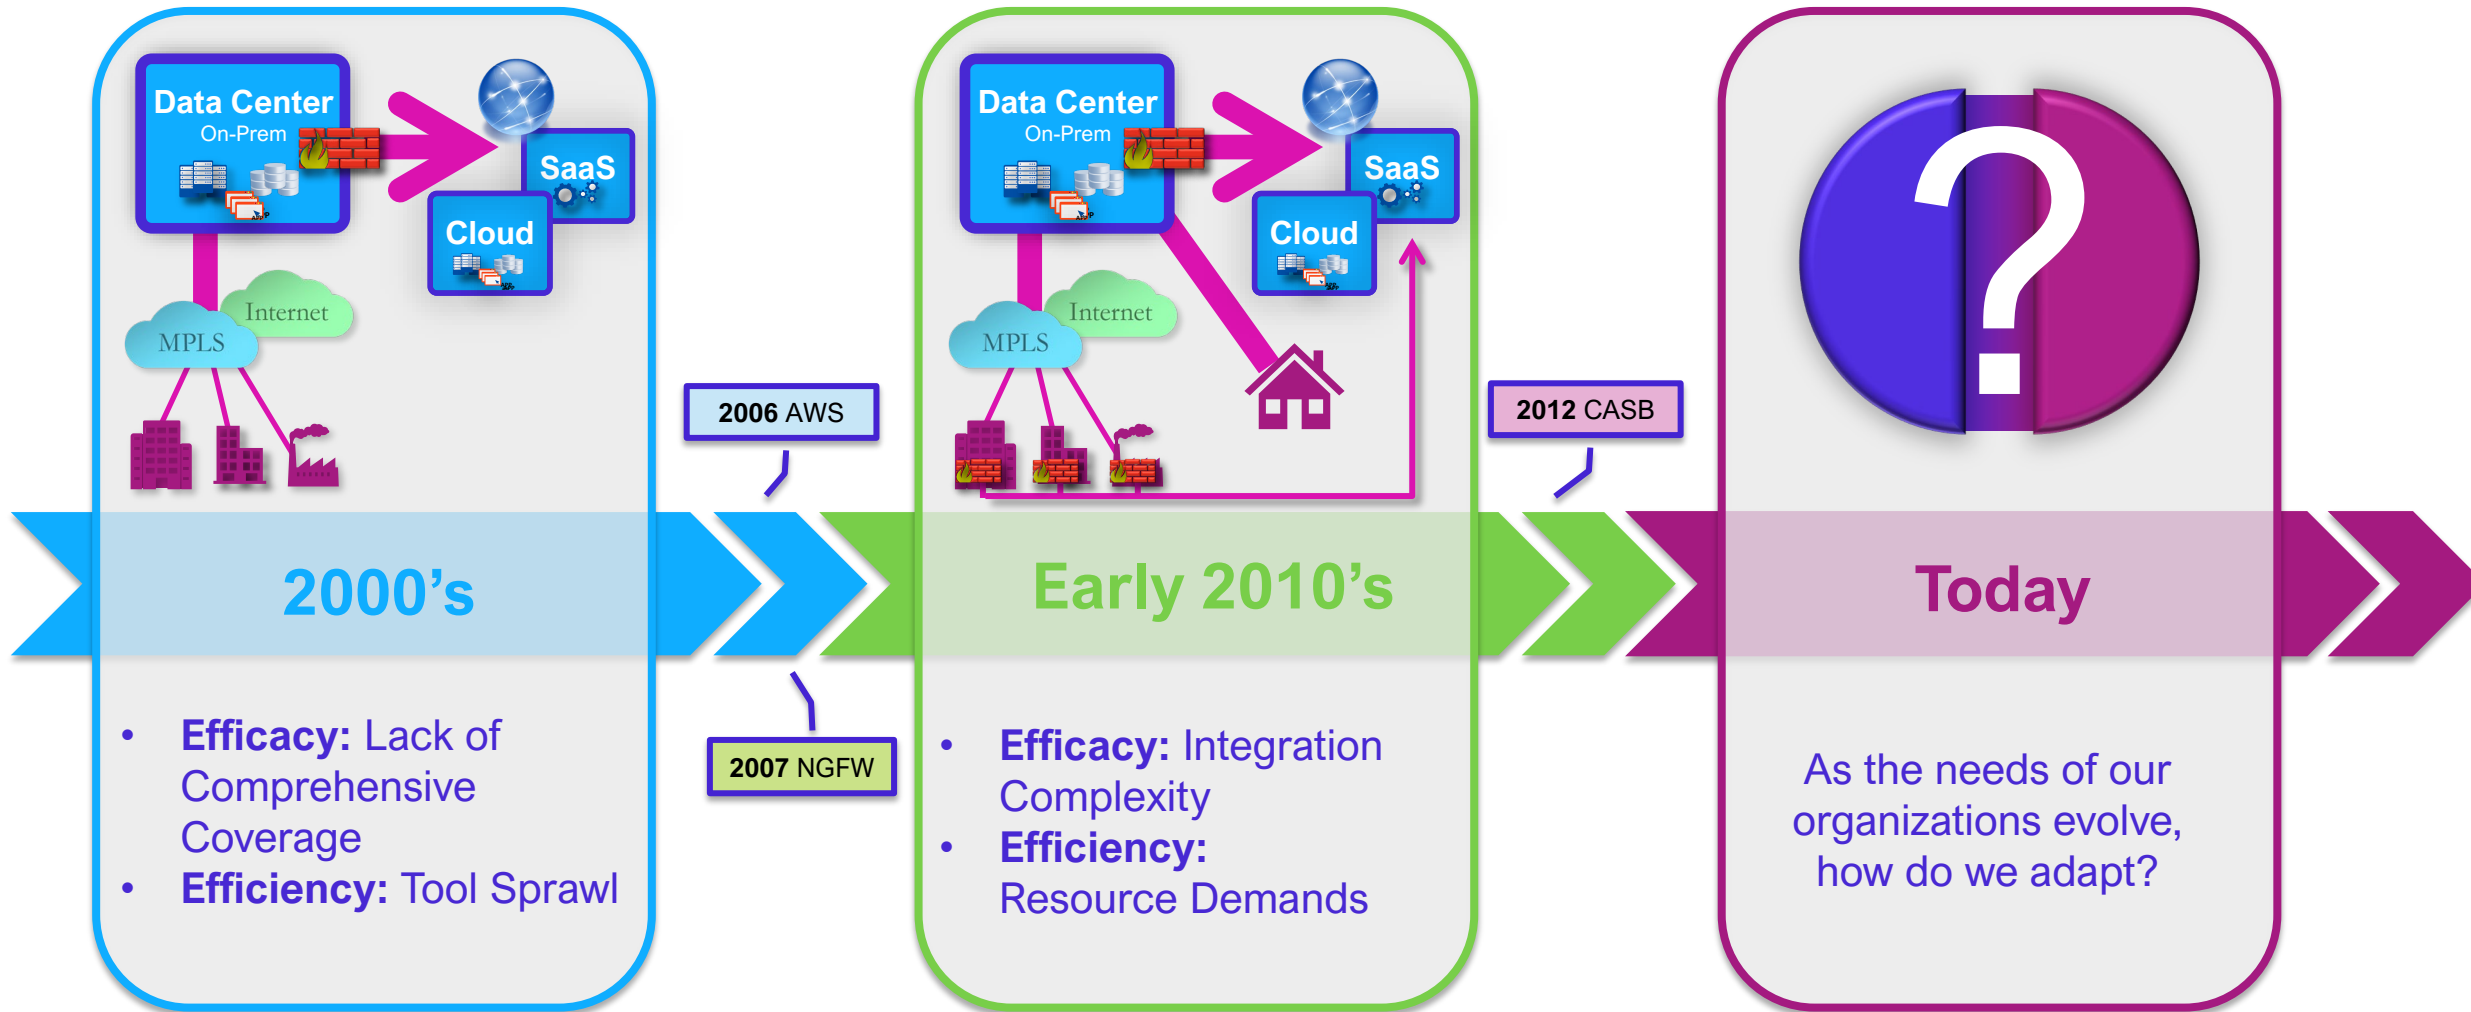 Data Center
On-Prem
SaaS
Cloud
Internet
MPLS
2006 AWS
2000’s
2007 NGFW
• Efficacy: Lack of
Comprehensive
Coverage
• Efficiency: Tool Sprawl
Data Center
On-Prem
SaaS
Cloud
Internet
MPLS
2012 CASB
Early 2010’s
• Efficacy: Integration
Complexity
• Efficiency:
Resource Demands
?
Today
As the needs of our
organizations evolve,
how do we adapt?